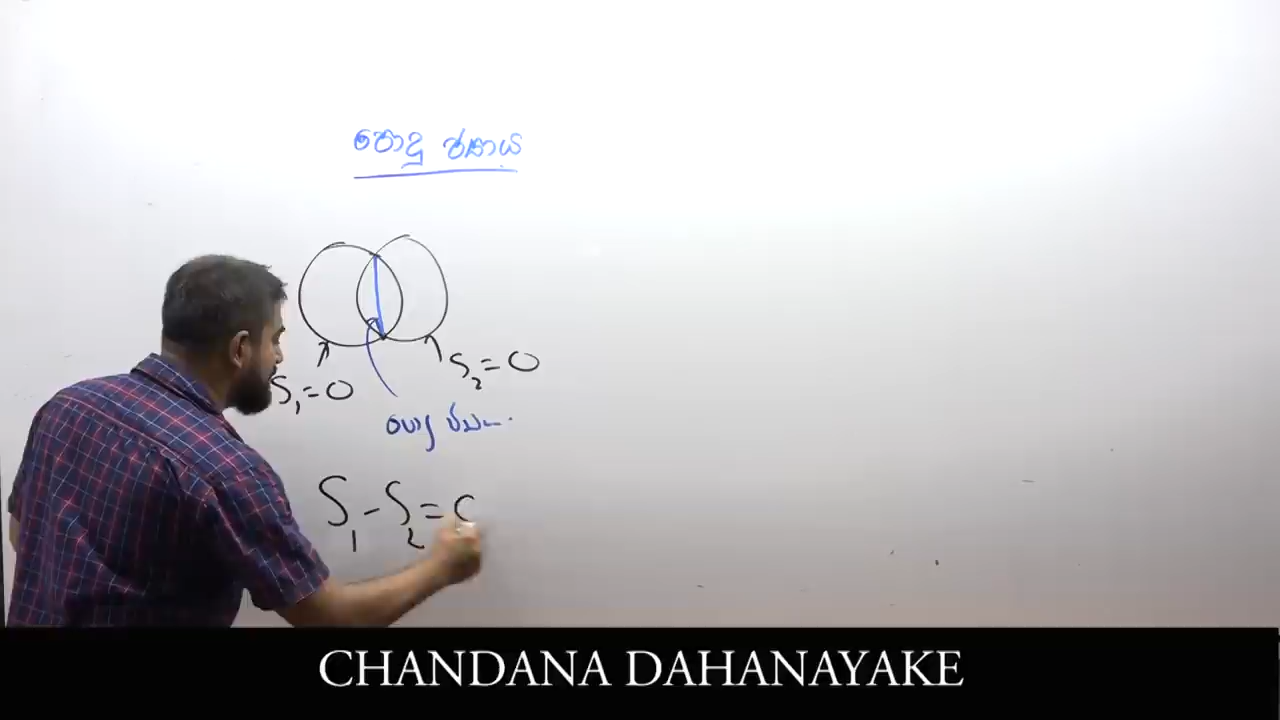 පොදු ජ්‍යාය
S₂ = 0
S₁ = 0
පොදු ජ්‍යාය
S₁ - S₂ = 0
CHANDANA DAHANAYAKE